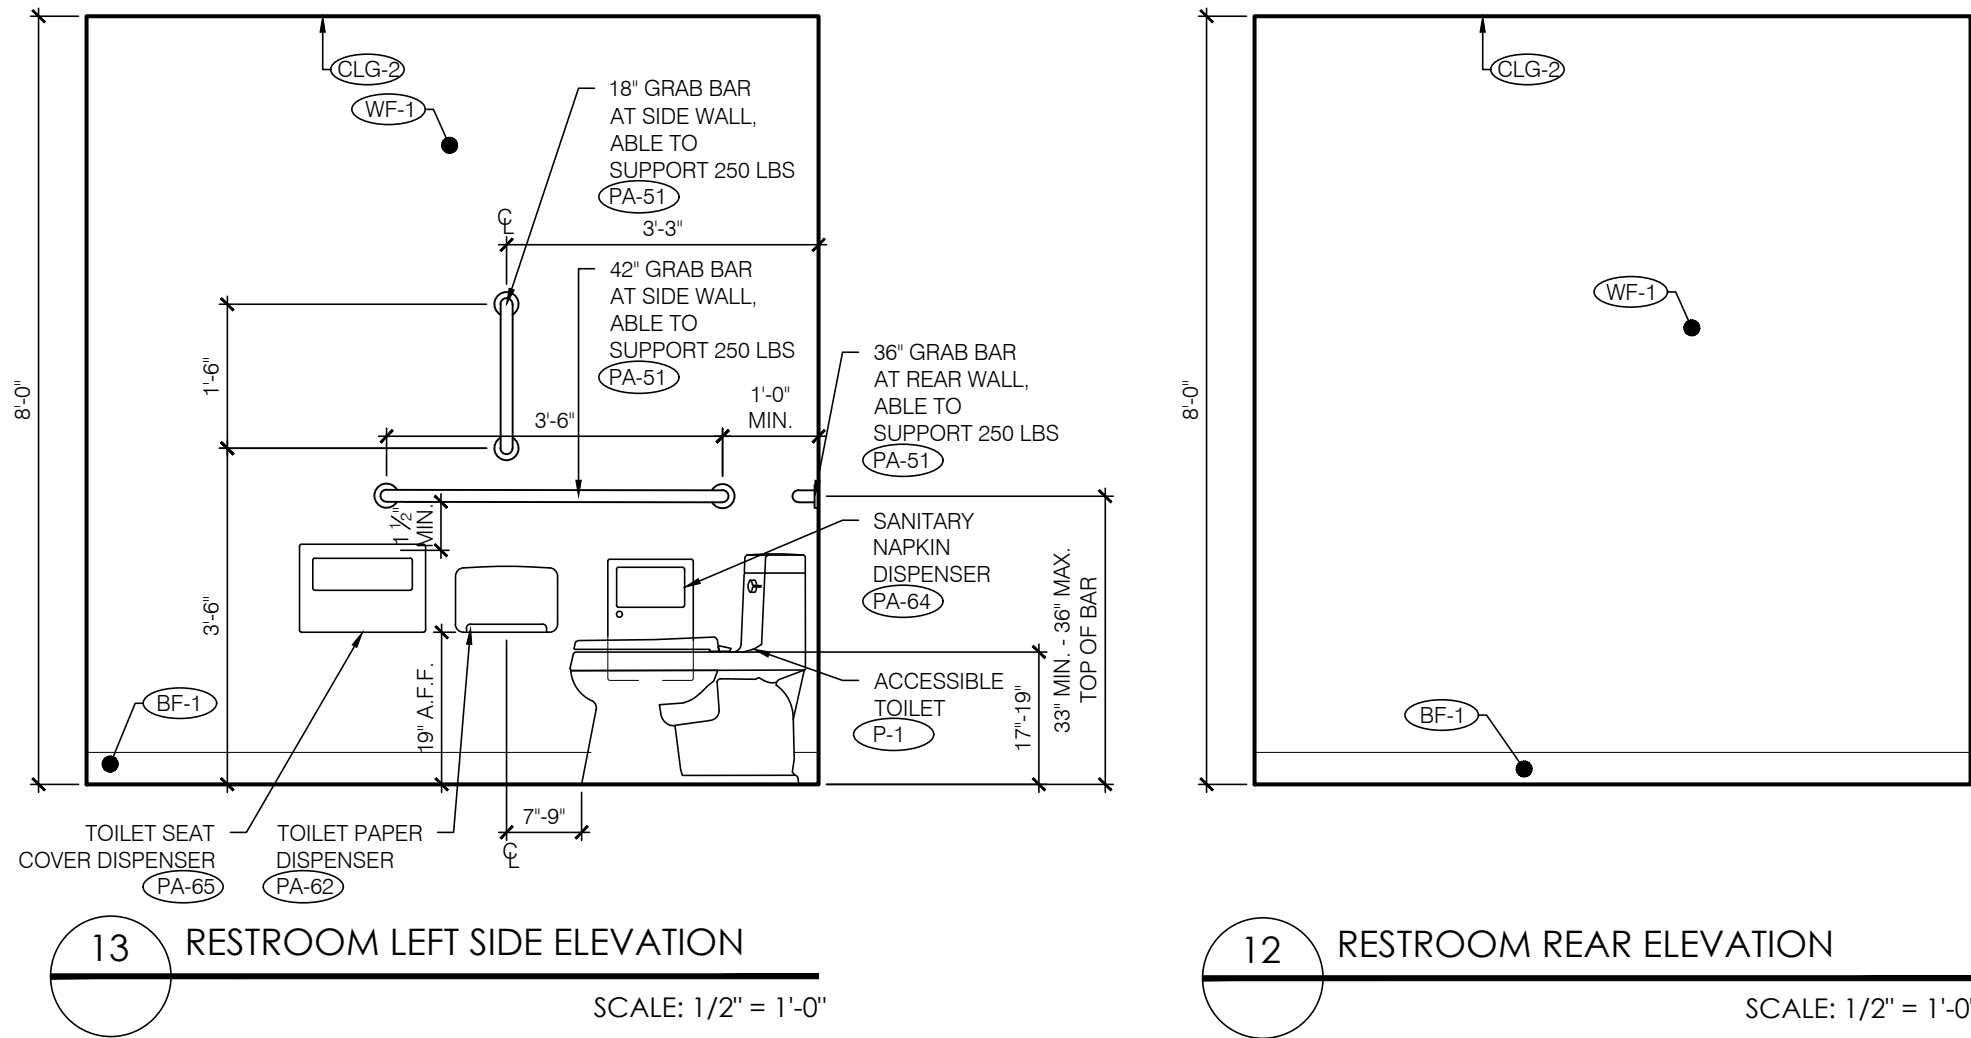 CLG-2
WF-1
18" GRAB BAR
AT SIDE WALL,
ABLE TO
SUPPORT 250 LBS
PA-51
℄
3'-3"
42" GRAB BAR
AT SIDE WALL,
ABLE TO
SUPPORT 250 LBS
PA-51
1'-0"
MIN.
3'-6"
36" GRAB BAR
AT REAR WALL,
ABLE TO
SUPPORT 250 LBS
PA-51
8'-0"
1'-6"
3'-6"
1 ½"
MIN.
SANITARY
NAPKIN
DISPENSER
PA-64
ACCESSIBLE
TOILET
P-1
19" A.F.F.
17"-19"
33" MIN. - 36" MAX.
TOP OF BAR
BF-1
7"-9"
℄
TOILET SEAT
COVER DISPENSER
PA-65
TOILET PAPER
DISPENSER
PA-62
13
RESTROOM LEFT SIDE ELEVATION
SCALE: 1/2" = 1'-0"
CLG-2
WF-1
8'-0"
BF-1
12
RESTROOM REAR ELEVATION
SCALE: 1/2" = 1'-0"